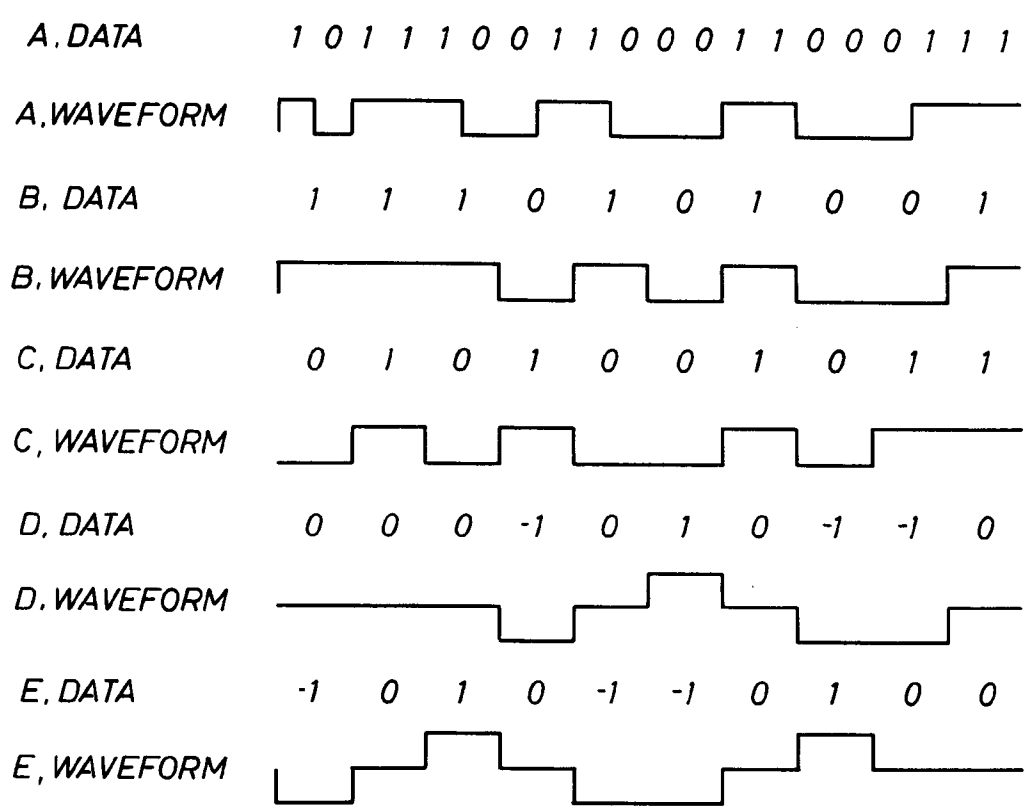 A. DATA 1 0 1 1 1 0 0 1 1 0 0 0 1 1 0 0 0 1 1 1
A. WAVEFORM
B, DATA 1 1 1 0 1 0 1 0 0 1
B, WAVEFORM
C, DATA 0 1 0 1 0 0 1 0 1 1
C, WAVEFORM
D, DATA 0 0 0 -1 0 1 0 -1 -1 0
D. WAVEFORM
E, DATA -1 0 1 0 -1 -1 0 1 0 0
E, WAVEFORM